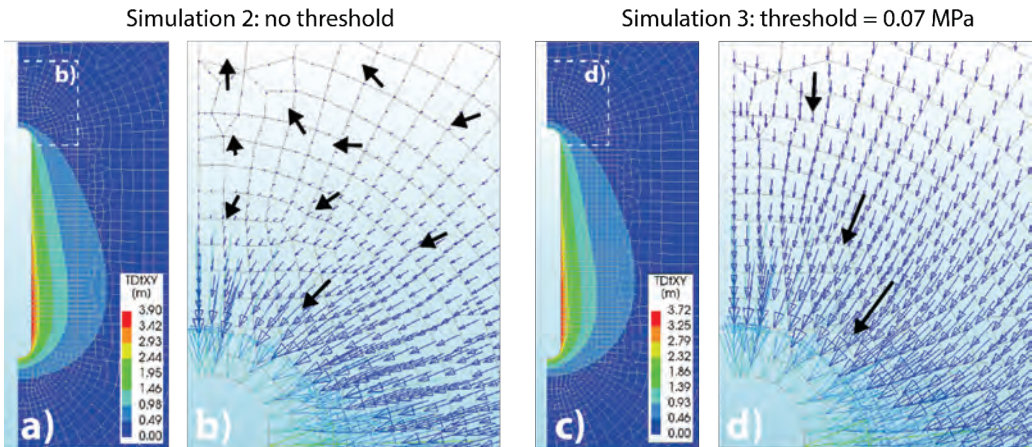 Simulation 2: no threshold
Simulation 3: threshold = 0.07 MPa
b)
TDtXY
(m)
3.90
3.42
2.93
2.44
1.95
1.46
0.98
0.49
0.00
a)
b)
d)
TDtXY
(m)
3.72
3.25
2.79
2.32
1.86
1.39
0.93
0.46
0.00
c)
d)